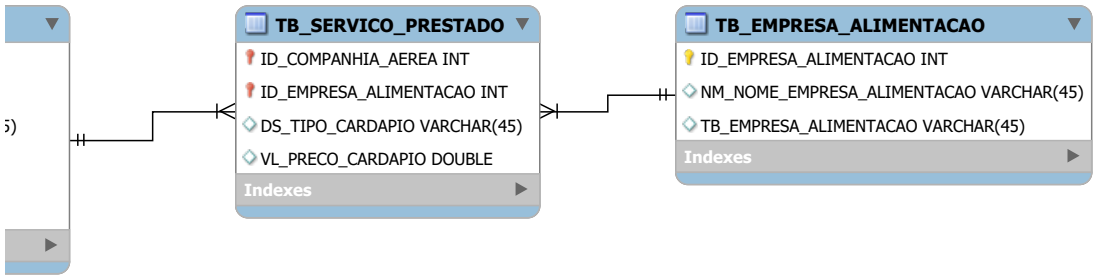 5)
TB_SERVICO_PRESTADO
ID_COMPANHIA_AEREA INT
ID_EMPRESA_ALIMENTACAO INT
DS_TIPO_CARDAPIO VARCHAR(45)
VL_PRECO_CARDAPIO DOUBLE
Indexes
TB_EMPRESA_ALIMENTACAO
ID_EMPRESA_ALIMENTACAO INT
NM_NOME_EMPRESA_ALIMENTACAO VARCHAR(45)
TB_EMPRESA_ALIMENTACAO VARCHAR(45)
Indexes